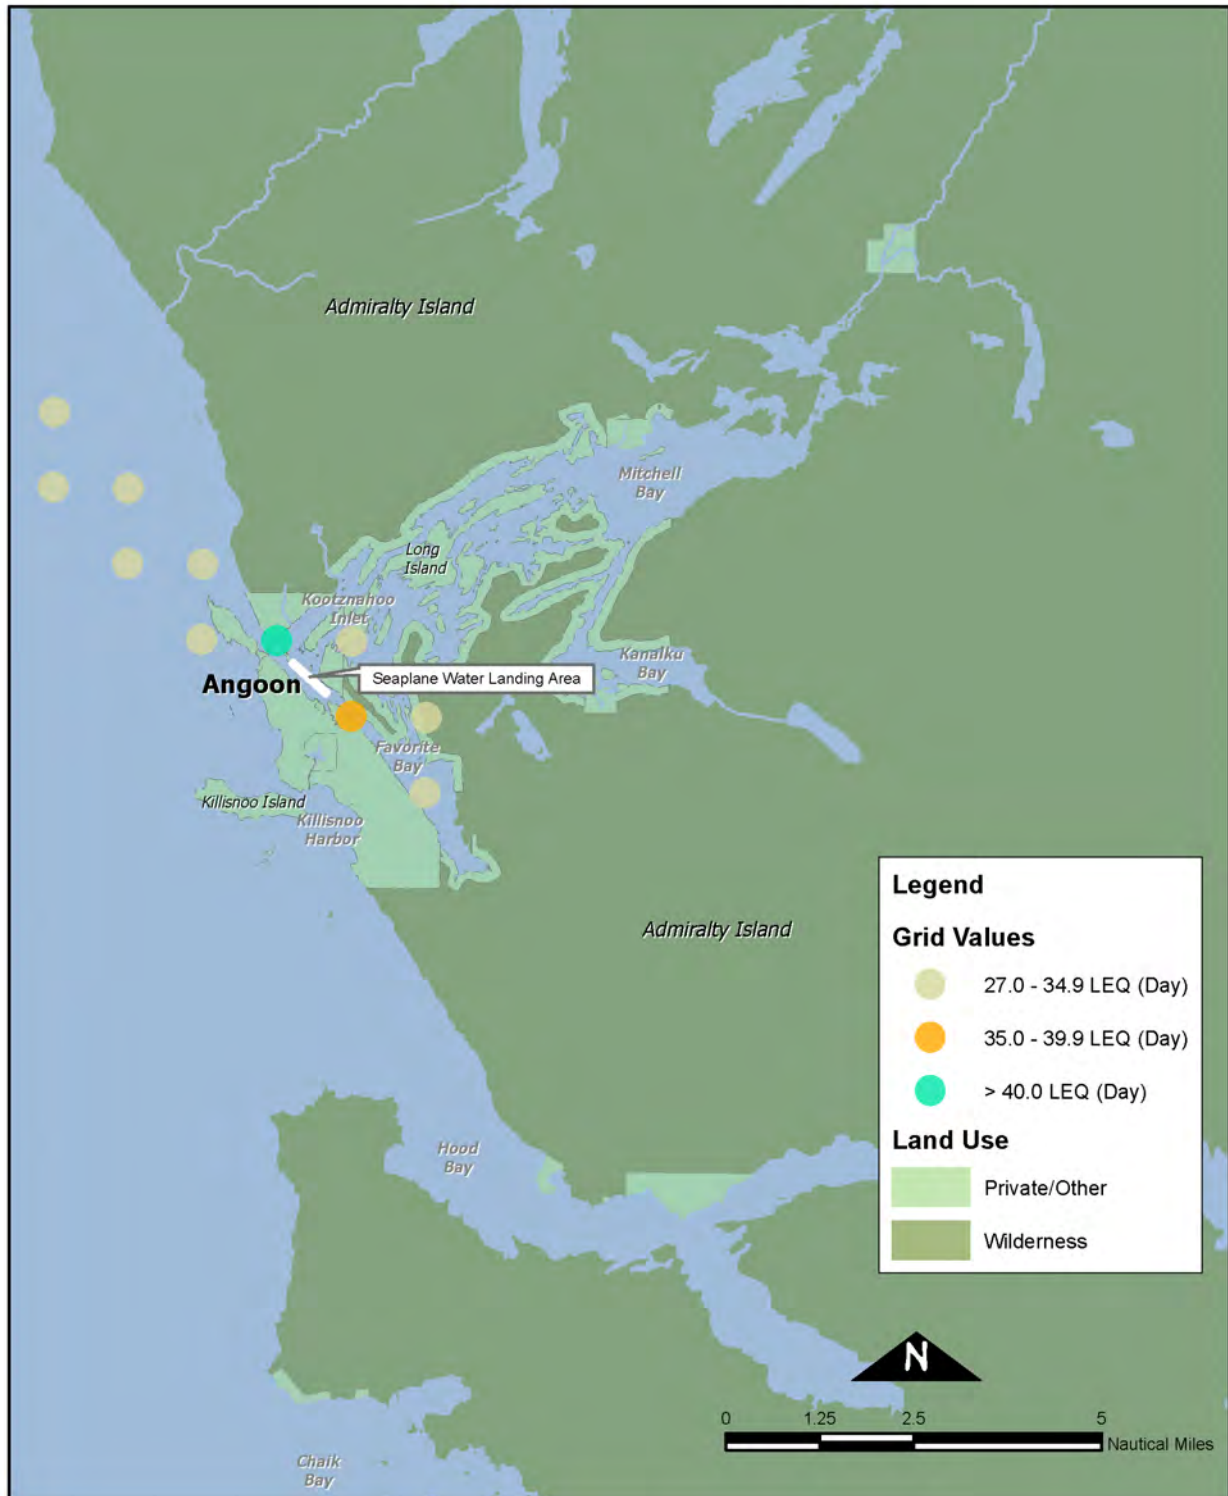 Admiralty Island
Mitchell
Bay
Long
Island
Kootznahoo
Inlet
Kanalku
Bay
Seaplane Water Landing Area
Angoon
Favorite
Bay
Killisnoo Island
Killisnoo
Harbor
Admiralty Island
Legend
Grid Values
27.0 - 34.9 LEQ (Day)
35.0 - 39.9 LEQ (Day)
> 40.0 LEQ (Day)
Land Use
Private/Other
Wilderness
Hood
Bay
N
0 1.25 2.5 5
Nautical Miles
Chaik
Bay